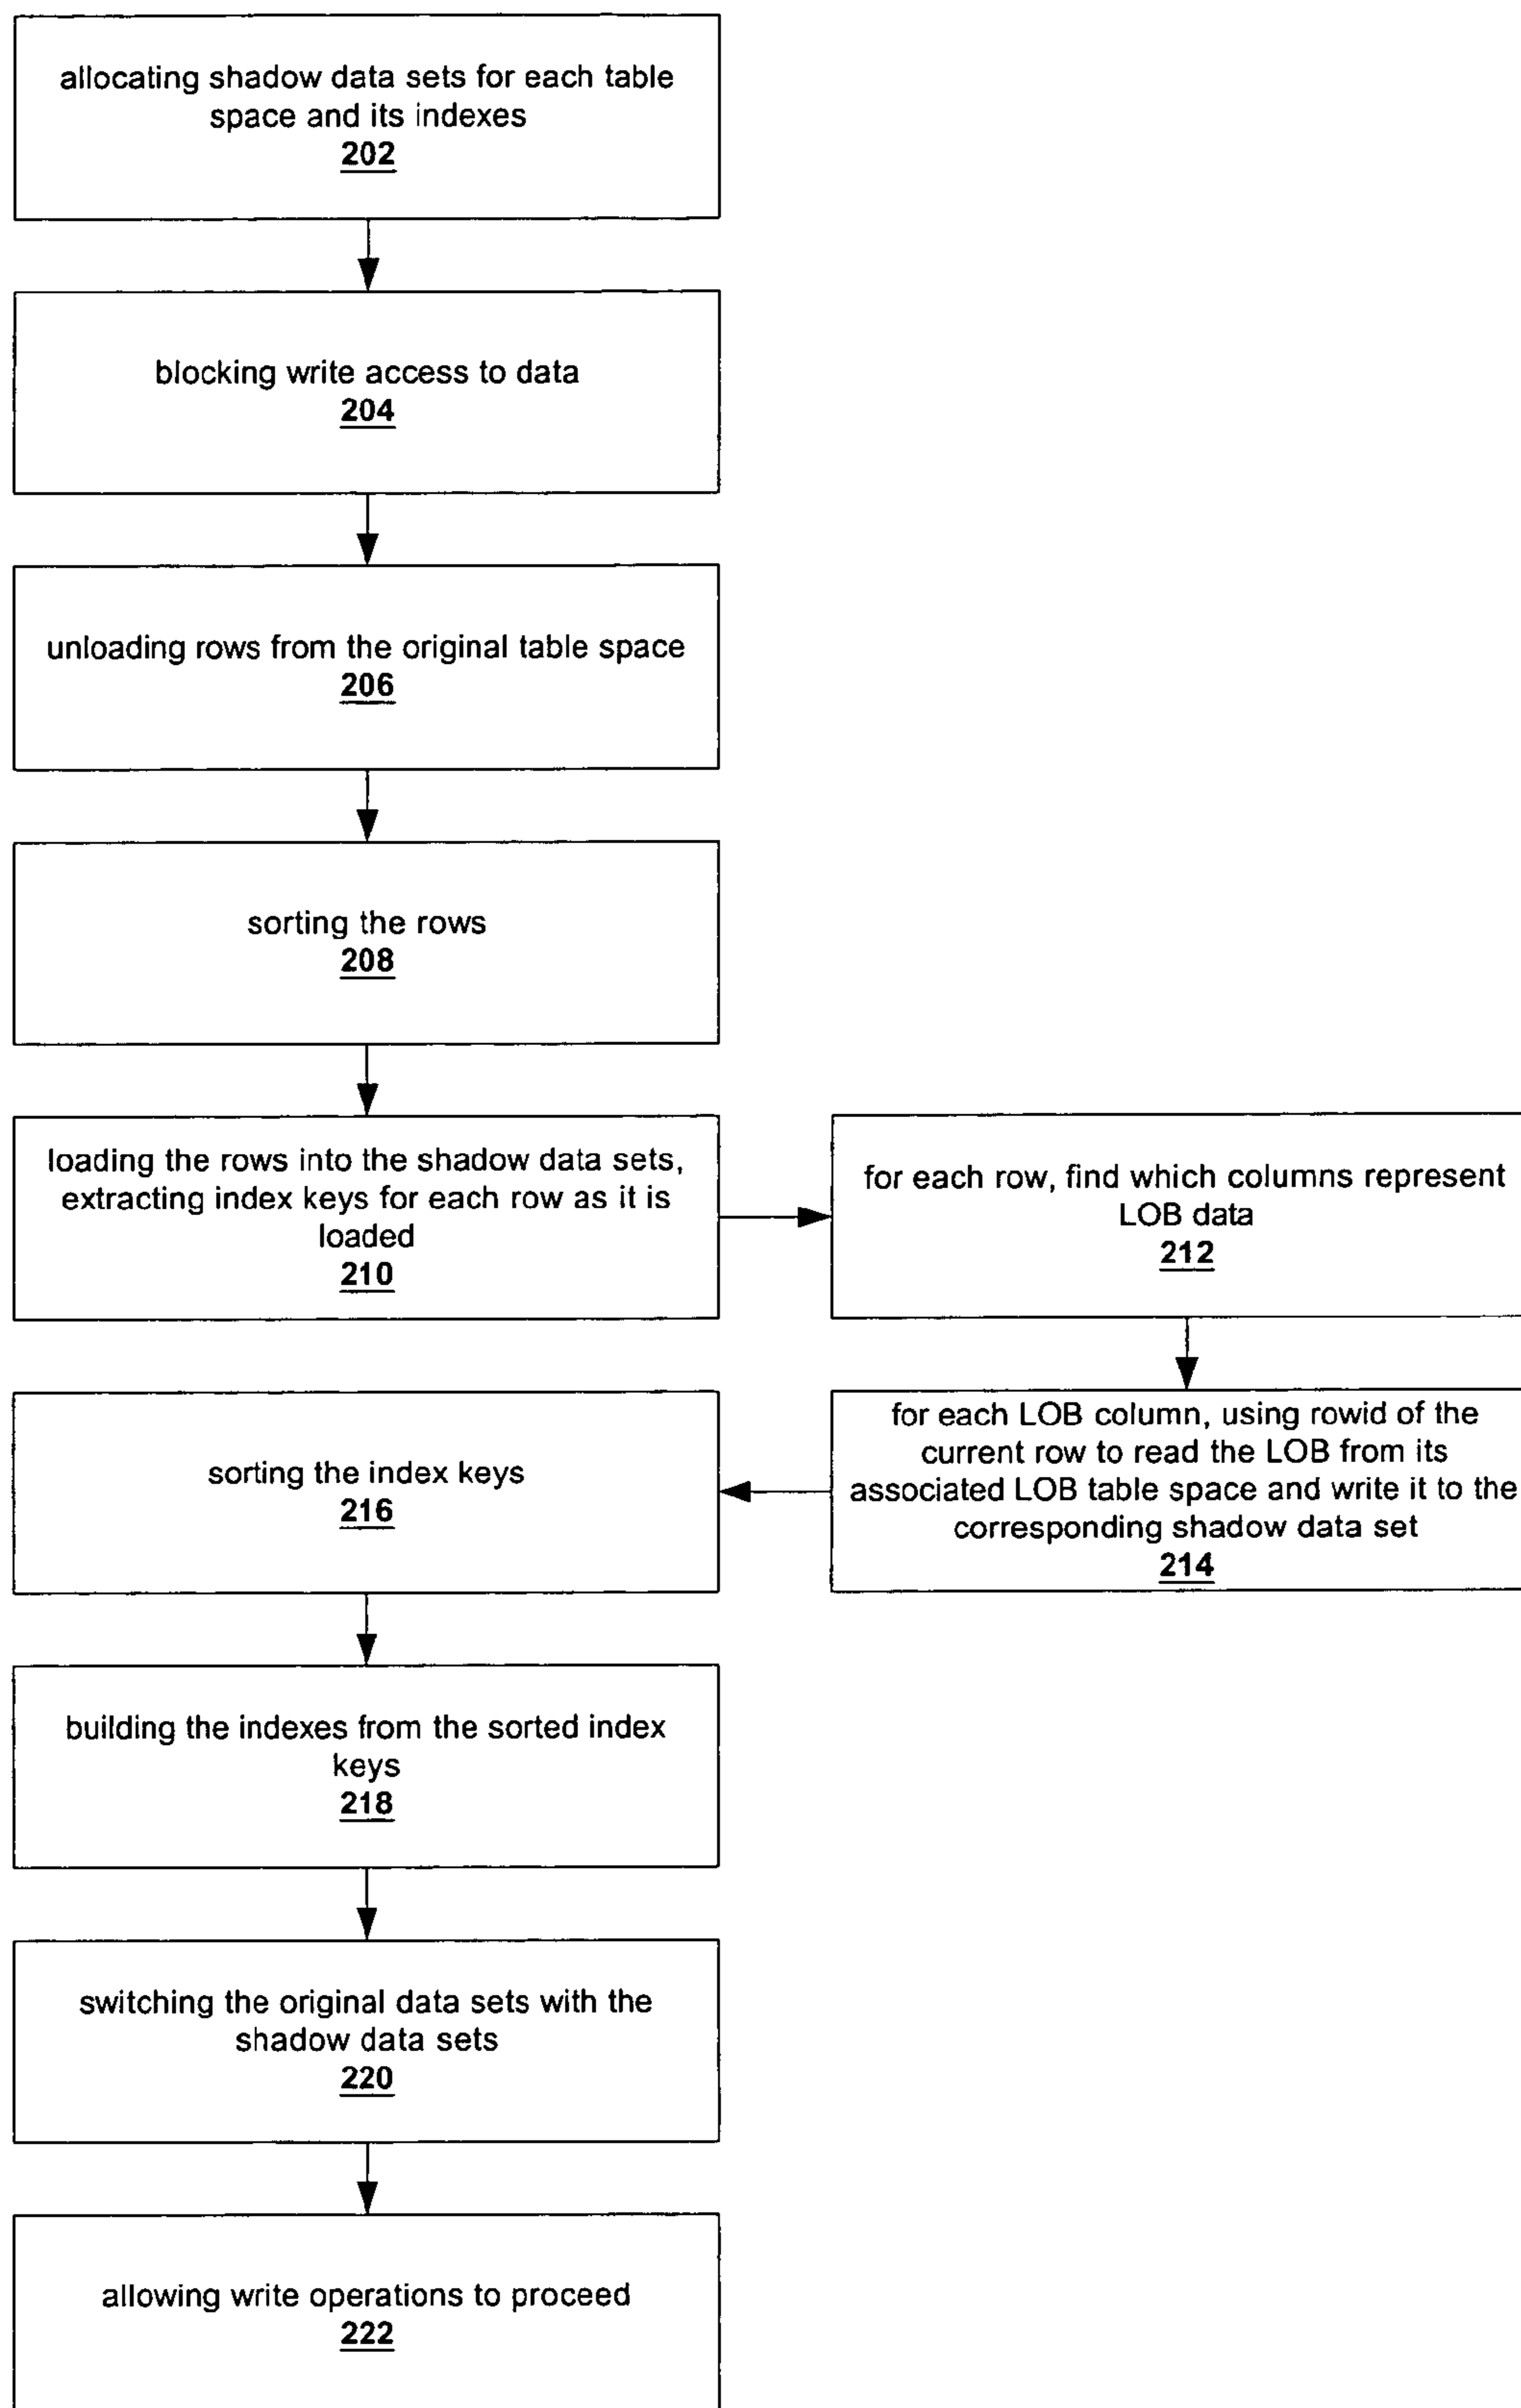 allocating shadow data sets for each table
space and its indexes
202
blocking write access to data
204
unloading rows from the original table space
206
sorting the rows
208
loading the rows into the shadow data sets,
extracting index keys for each row as it is
loaded
210
for each row, find which columns represent
LOB data
212
for each LOB column, using rowid of the
current row to read the LOB from its
associated LOB table space and write it to the
corresponding shadow data set
214
sorting the index keys
216
building the indexes from the sorted index
keys
218
switching the original data sets with the
shadow data sets
220
allowing write operations to proceed
222